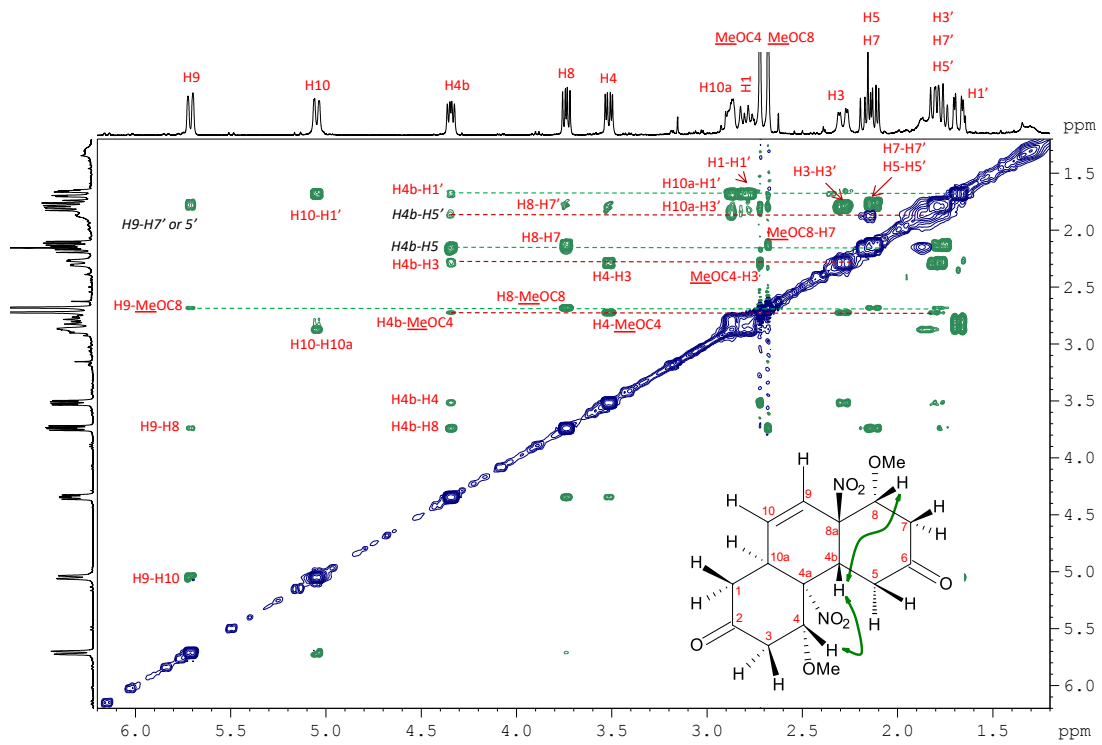 MeOC4 MeOC8
H5
H7
H3’
H7’
H5’
H9
H10
H4b
H8
H4
H10a
H1
H3
H1’
ppm
H1-H1’
H7-H7’
H5-H5’
H3-H3’
H4b-H1’
H10a-H1’
H9-H7’ or 5’
H10-H1’
H4b-H5’
H8-H7’
H10a-H3’
H4b-H5
H8-H7
MeOC8-H7
H4b-H3
H4-H3
MeOC4-H3
H9-MeOC8
H8-MeOC8
H4b-MeOC4
H4-MeOC4
H10-H10a
H4b-H4
H9-H8
H4b-H8
H9-H10
1.5
2.0
2.5
3.0
3.5
4.0
4.5
5.0
5.5
6.0
H OMe H
NO2
H 9 8 H
10 8a 7 H
H 10a 4b 6
H 4a 5 O
H 1 H
H 2 4 NO2 H H
O 3 H
H H OMe
6.0 5.5 5.0 4.5 4.0 3.5 3.0 2.5 2.0 1.5 ppm